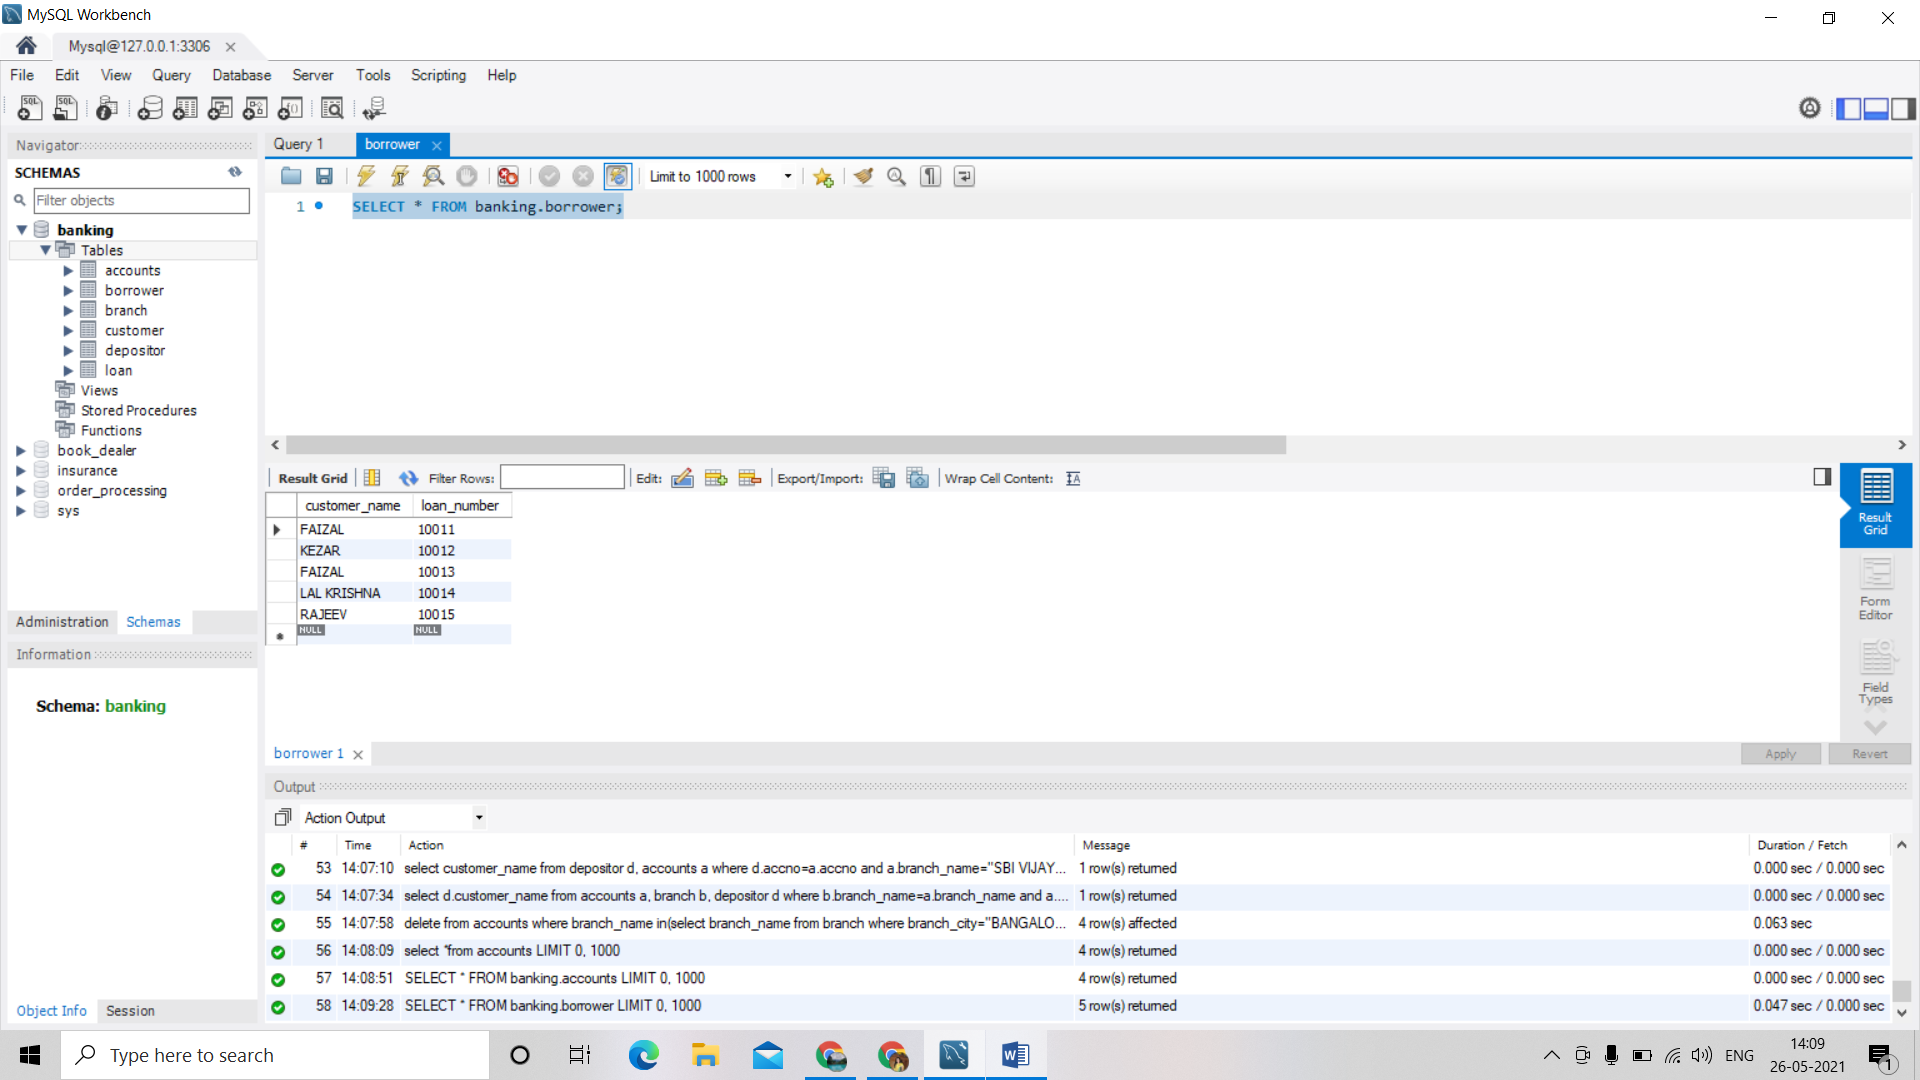 MySQL Workbench
Mysql@127.0.0.1:3306
File Edit View Query Database Server Tools Scripting Help
Navigator
SCHEMAS
Filter objects
banking
Tables
accounts
borrower
branch
customer
depositor
loan
Views
Stored Procedures
Functions
book_dealer
insurance
order_processing
sys
Administration Schemas
Information
Schema: banking
Object Info Session
Query 1 borrower
Limit to 1000 rows
1 SELECT * FROM banking.borrower;
Result Grid Filter Rows: Edit: Export/Import: Wrap Cell Content:
customer_name loan_number
FAIZAL 10011
KEZAR 10012
FAIZAL 10013
LAL KRISHNA 10014
RAJEEV 10015
NULL NULL
Result
Grid
Form
Editor
Field
Types
borrower 1
Apply Revert
Output
Action Output
# Time Action Message Duration / Fetch
53 14:07:10 select customer_name from depositor d, accounts a where d.accno=a.accno and a.branch_name="SBI VIJAY... 1 row(s) returned 0.000 sec / 0.000 sec
54 14:07:34 select d.customer_name from accounts a, branch b, depositor d where b.branch_name=a.branch_name and a.... 1 row(s) returned 0.000 sec / 0.000 sec
55 14:07:58 delete from accounts where branch_name in(select branch_name from branch where branch_city="BANGALO... 4 row(s) affected 0.063 sec
56 14:08:09 select *from accounts LIMIT 0, 1000 4 row(s) returned 0.000 sec / 0.000 sec
57 14:08:51 SELECT * FROM banking.accounts LIMIT 0, 1000 4 row(s) returned 0.000 sec / 0.000 sec
58 14:09:28 SELECT * FROM banking.borrower LIMIT 0, 1000 5 row(s) returned 0.047 sec / 0.000 sec
Type here to search
ENG
14:09
26-05-2021
1